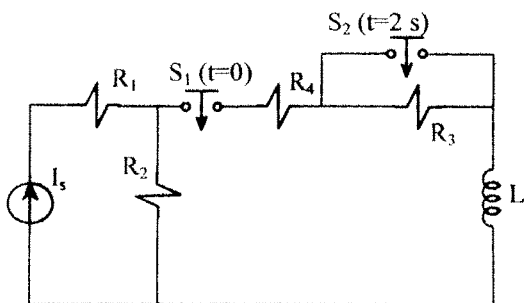 S₂ (t=2 s)
R₁
S₁ (t=0)
R₄
R₃
R₂
Iₛ
L